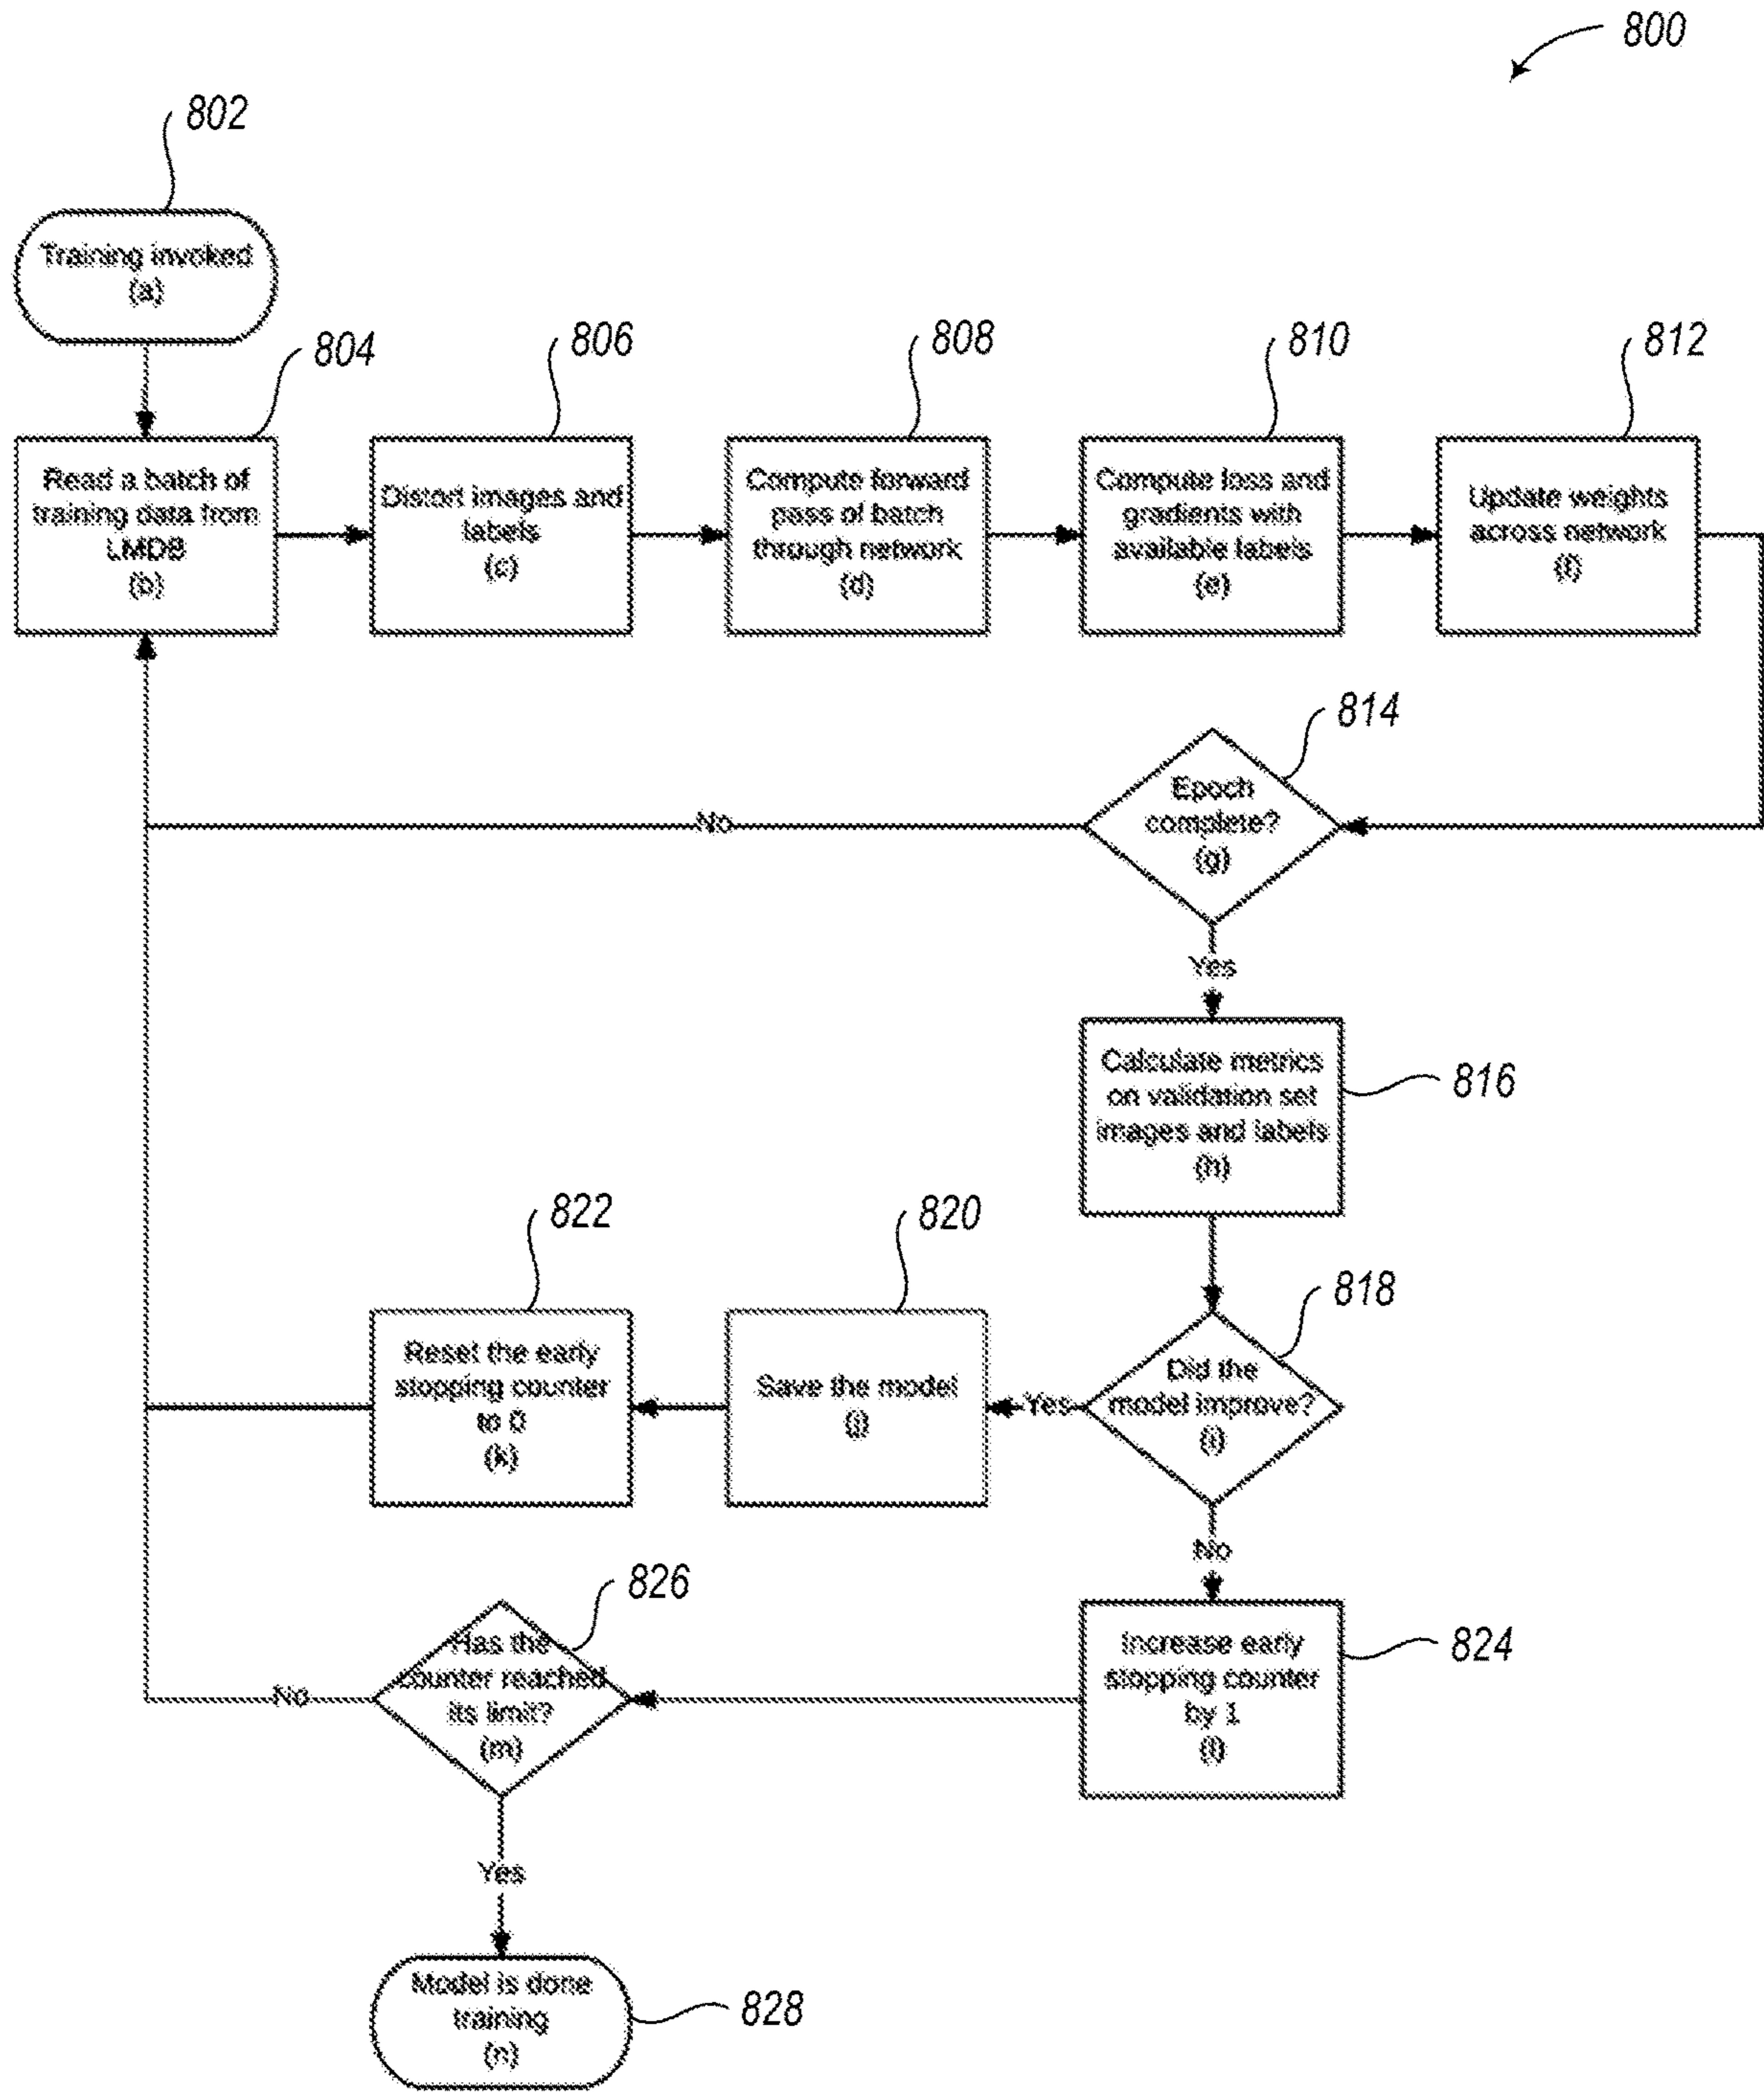 800
802
Training invoked
(a)
804
806
808
810
812
Read a batch of
training data from
LMDB
(b)
Distort images and
labels
(c)
Compute forward
pass of batch
through network
(d)
Compute loss and
gradients with
available labels
(e)
Update weights
across network
(f)
814
Epoch
complete?
(g)
No
Yes
Calculate metrics
on validation set
images and labels
(h)
816
822
820
818
Reset the early
stopping counter
to 0
(k)
Save the model
(j)
Yes
Did the
model improve?
(i)
No
826
Has the
counter reached
its limit?
(m)
No
Increase early
stopping counter
by 1
(l)
824
Yes
Model is done
training
(n)
828